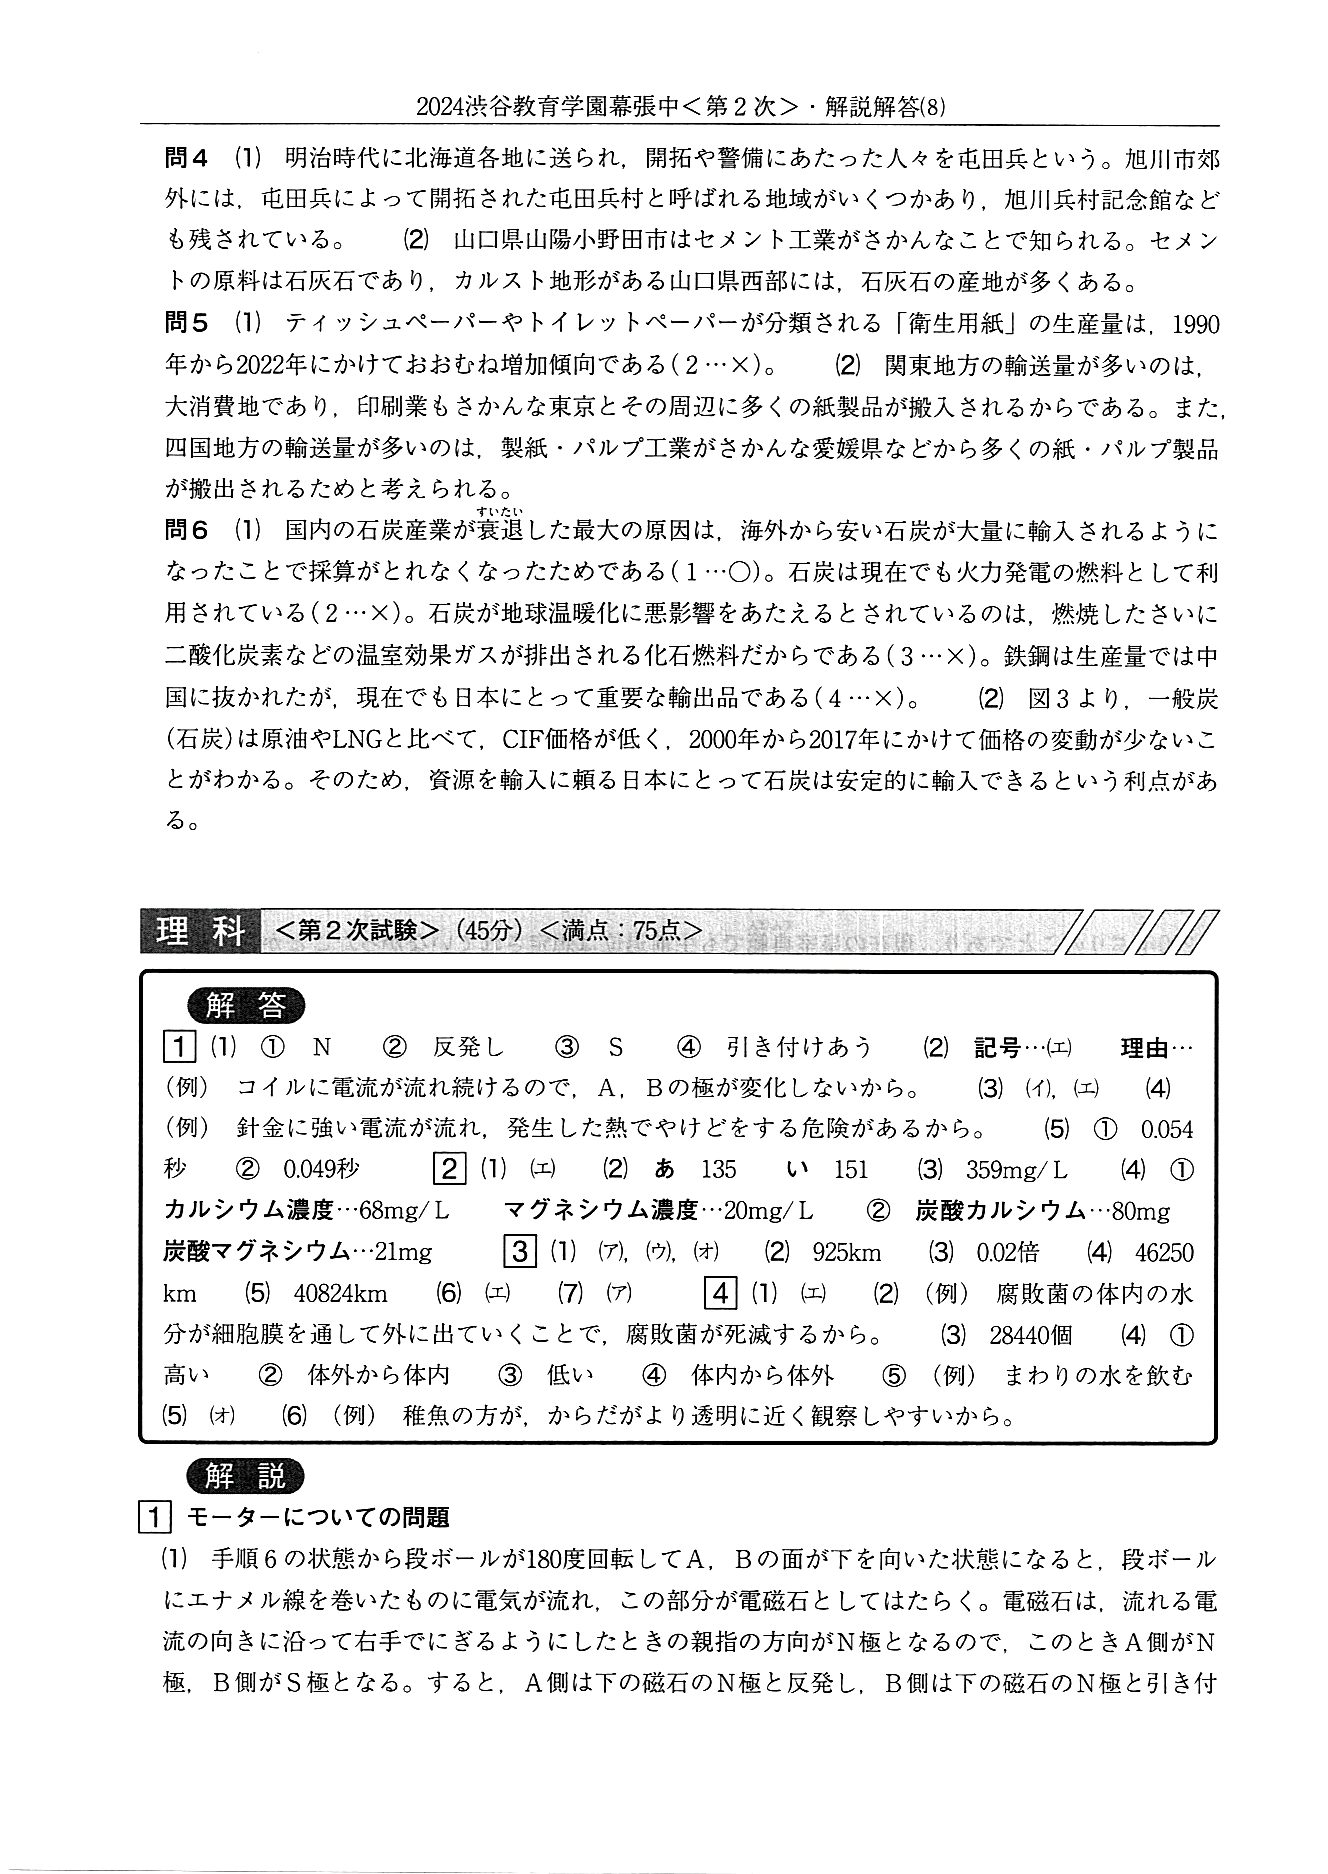 2024渋谷教育学園幕張中＜第２次＞・解説解答(8)
問4　(1)　明治時代に北海道各地に送られ，開拓や警備にあたった人々を屯田兵という。旭川市郊
外には，屯田兵によって開拓された屯田兵村と呼ばれる地域がいくつかあり，旭川兵村記念館など
も残されている。　(2)　山口県山陽小野田市はセメント工業がさかんなことで知られる。セメン
トの原料は石灰石であり，カルスト地形がある山口県西部には，石灰石の産地が多くある。
問5　(1)　ティッシュペーパーやトイレットペーパーが分類される「衛生用紙」の生産量は，1990
年から2022年にかけておおむね増加傾向である(２…×)。　(2)　関東地方の輸送量が多いのは，
大消費地であり，印刷業もさかんな東京とその周辺に多くの紙製品が搬入されるからである。また，
四国地方の輸送量が多いのは，製紙・パルプ工業がさかんな愛媛県などから多くの紙・パルプ製品
が搬出されるためと考えられる。
すいたい
問6　(1)　国内の石炭産業が衰退した最大の原因は，海外から安い石炭が大量に輸入されるように
なったことで採算がとれなくなったためである(１…〇)。石炭は現在でも火力発電の燃料として利
用されている(２…×)。石炭が地球温暖化に悪影響をあたえるとされているのは，燃焼したさいに
二酸化炭素などの温室効果ガスが排出される化石燃料だからである(３…×)。鉄鋼は生産量では中
国に抜かれたが，現在でも日本にとって重要な輸出品である(４…×)。　(2)　図３より，一般炭
(石炭)は原油やLNGと比べて，CIF価格が低く，2000年から2017年にかけて価格の変動が少ないこ
とがわかる。そのため，資源を輸入に頼る日本にとって石炭は安定的に輸入できるという利点があ
る。
理科　＜第２次試験＞（45分）＜満点：75点＞
解答
1　(1)　①　N　②　反発し　③　S　④　引き付けあう　(2)　記号…(エ)　理由…
（例）　コイルに電流が流れ続けるので，A，Bの極が変化しないから。　(3)　(イ)，(エ)　(4)
（例）　針金に強い電流が流れ，発生した熱でやけどをする危険があるから。　(5)　①　0.054
秒　②　0.049秒　2　(1)　(エ)　(2)　あ　135　い　151　(3)　359mg/L　(4)　①
カルシウム濃度…68mg/L　マグネシウム濃度…20mg/L　②　炭酸カルシウム…80mg
炭酸マグネシウム…21mg　3　(1)　(ア)，(ウ)，(オ)　(2)　925km　(3)　0.02倍　(4)　46250
km　(5)　40824km　(6)　(エ)　(7)　(ア)　4　(1)　(エ)　(2)　（例）　腐敗菌の体内の水
分が細胞膜を通して外に出ていくことで，腐敗菌が死滅するから。　(3)　28440個　(4)　①
高い　②　体外から体内　③　低い　④　体内から体外　⑤　（例）　まわりの水を飲む
(5)　(オ)　(6)　（例）　稚魚の方が，からだがより透明に近く観察しやすいから。
解説
1　モーターについての問題
(1)　手順６の状態から段ボールが180度回転してA，Bの面が下を向いた状態になると，段ボール
にエナメル線を巻いたものに電気が流れ，この部分が電磁石としてはたらく。電磁石は，流れる電
流の向きに沿って右手でにぎるようにしたときの親指の方向がN極となるので，このときA側がN
極，B側がS極となる。すると，A側は下の磁石のN極と反発し，B側は下の磁石のN極と引き付